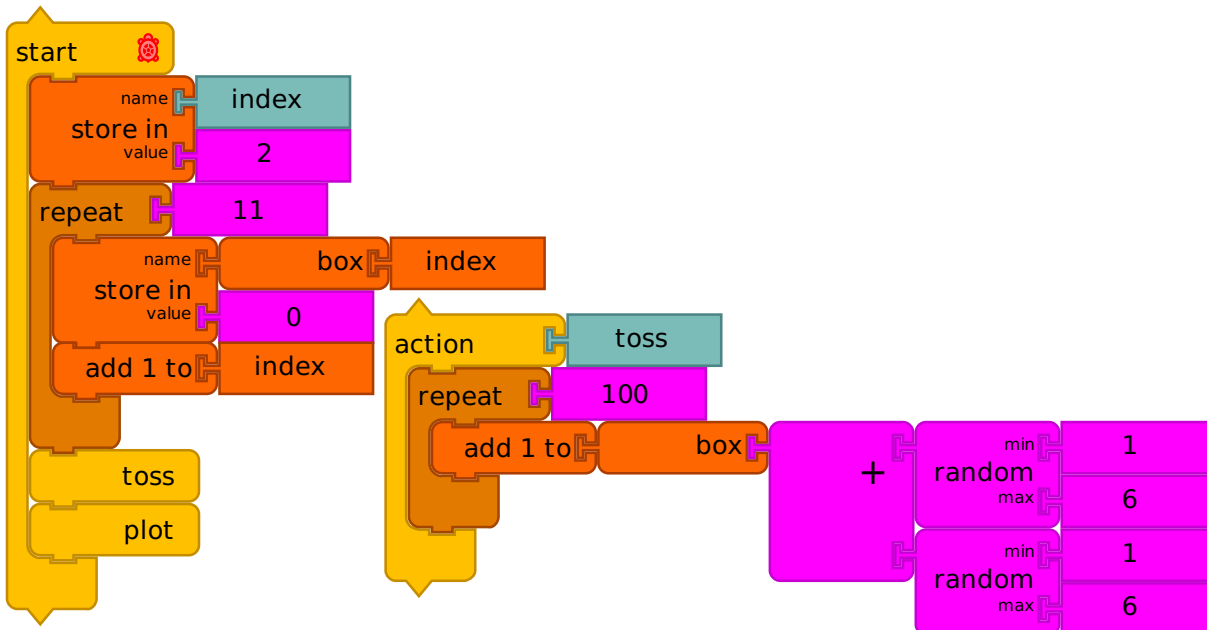 start
name index
store in
value 2
repeat 11
name box index
store in
value 0
add 1 to index
toss
plot
action toss
repeat 100
add 1 to box + random min 1
max 6
random min 1
max 6